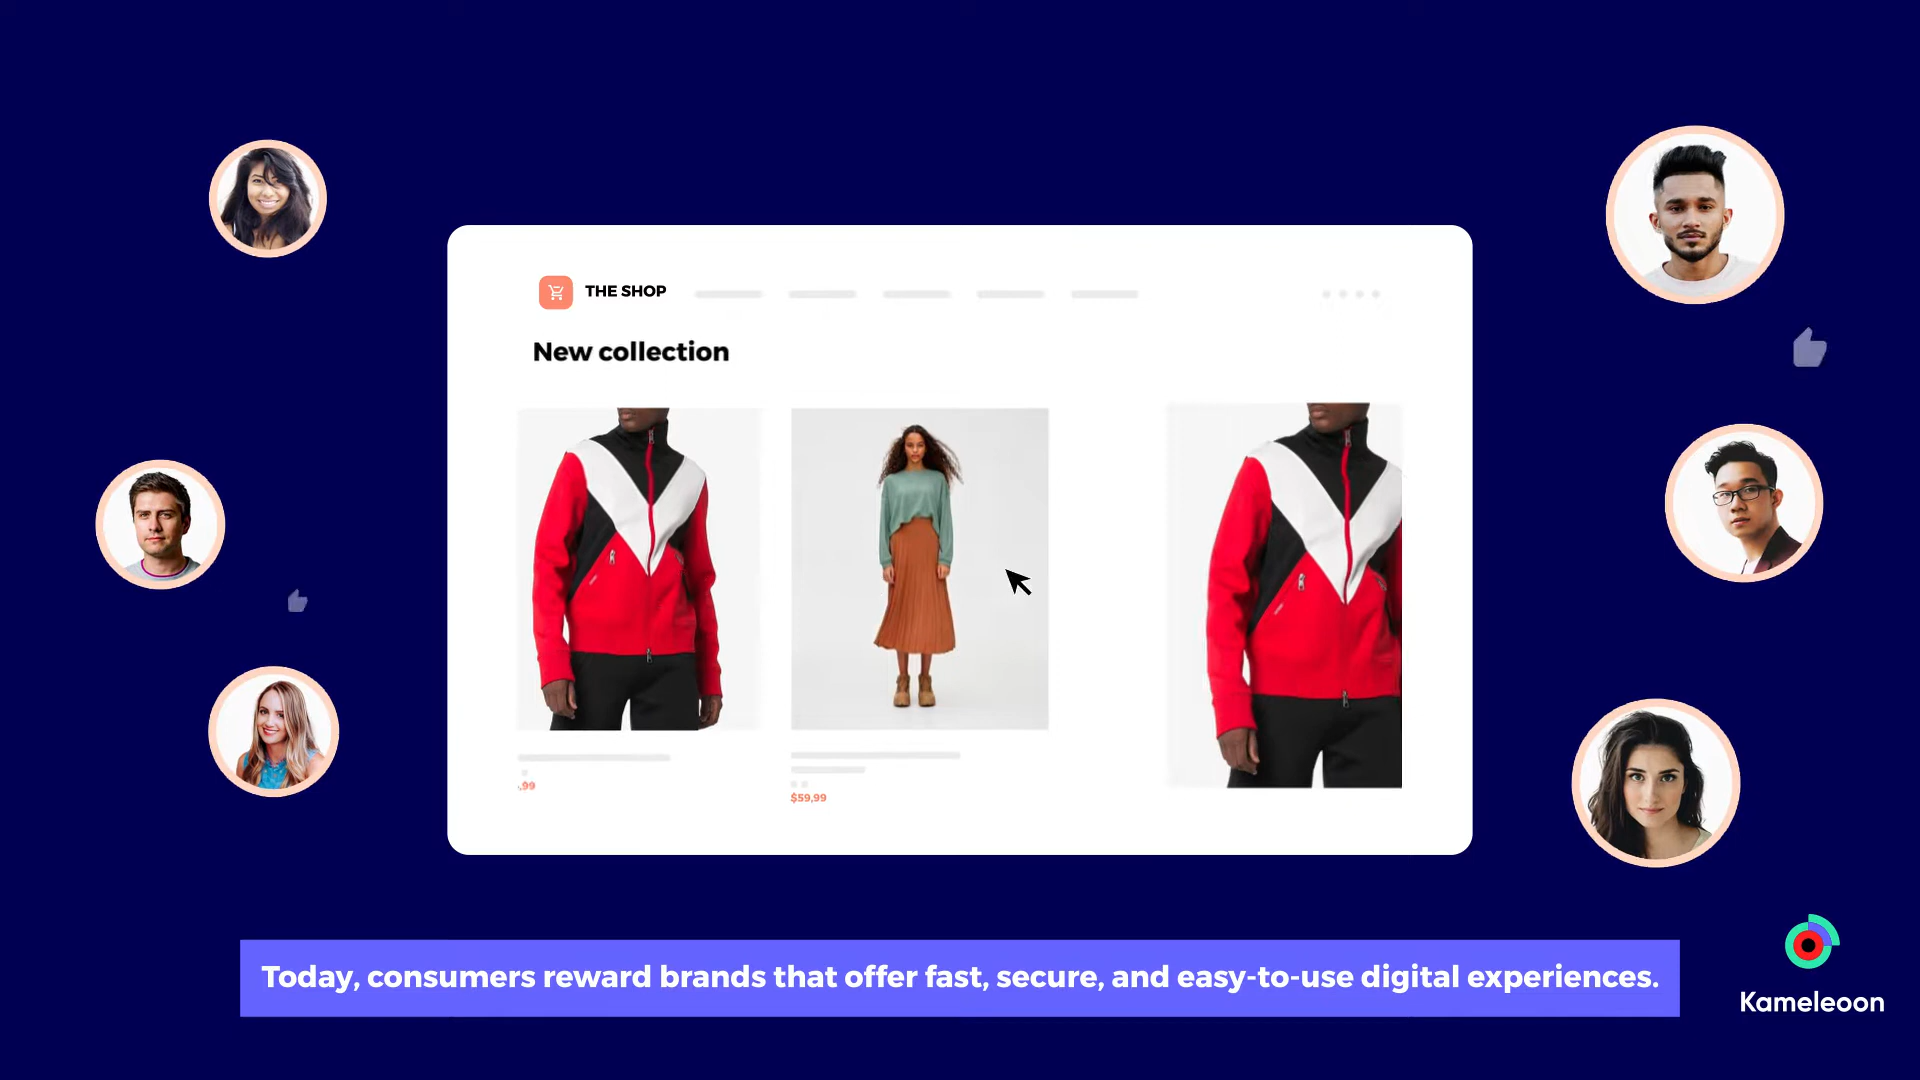 THE SHOP
New collection
,99
$59,99
Today, consumers reward brands that offer fast, secure, and easy-to-use digital experiences.
Kameleoon